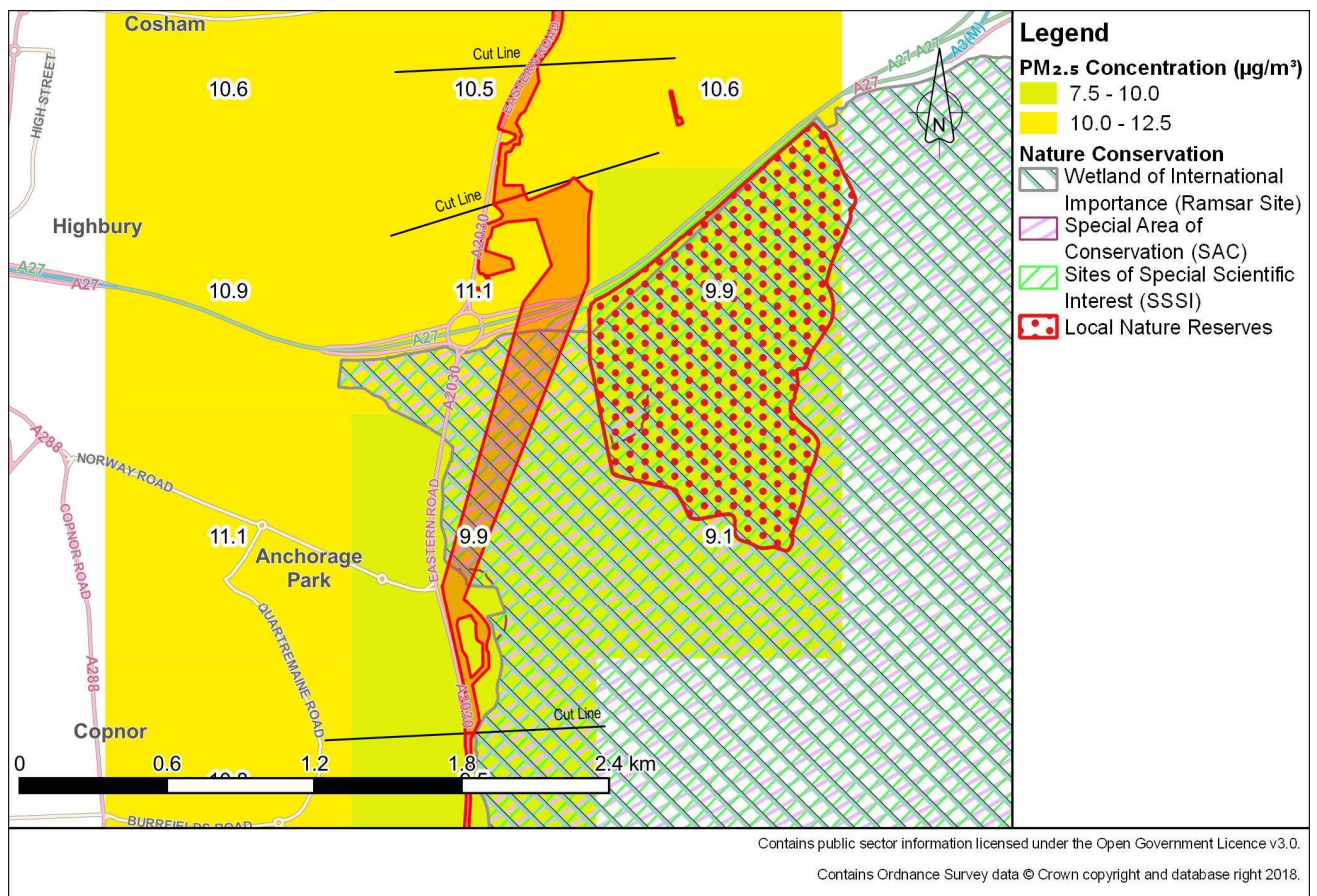 Cosham
HIGH STREET
10.6
Cut Line
10.5
EASTERN ROAD
10.6
A27
A27 A27
A3(M)
N
Highbury
Cut Line
A2030
A27
A27
10.9
11.1
9.9
A27
A2030
A288
NORWAY ROAD
COPNOR ROAD
11.1
Anchorage
Park
EASTERN ROAD
9.9
9.1
QUARTREMAINE ROAD
A288
A2030
Copnor
Cut Line
0 0.6 1.2 1.8 2.4 km
BURRFIELDS ROAD
Legend
PM₂.₅ Concentration (µg/m³)
7.5 - 10.0
10.0 - 12.5
Nature Conservation
Wetland of International
Importance (Ramsar Site)
Special Area of
Conservation (SAC)
Sites of Special Scientific
Interest (SSSI)
Local Nature Reserves
Contains public sector information licensed under the Open Government Licence v3.0.
Contains Ordnance Survey data © Crown copyright and database right 2018.